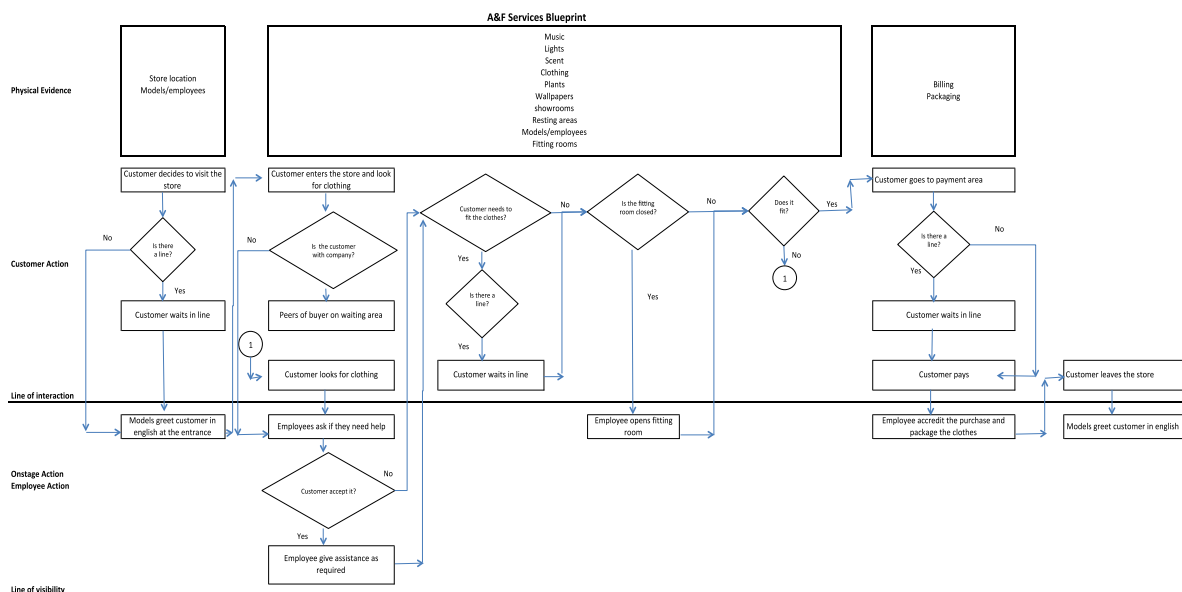 A&F Services Blueprint
Physical Evidence
Store location
Models/employees
Music
Lights
Scent
Clothing
Plants
Wallpapers
showrooms
Resting areas
Models/employees
Fitting rooms
Billing
Packaging
Customer Action
Customer decides to visit the
store
Is there
a line?
No
Yes
Customer waits in line
Customer enters the store and look
for clothing
Is the customer
with company?
No
Peers of buyer on waiting area
1
Customer looks for clothing
Customer needs to
fit the clothes?
No
Yes
Is there a
line?
Yes
Customer waits in line
Is the fitting
room closed?
No
Yes
Does it
fit?
Yes
No
1
Customer goes to payment area
Is there a
line?
No
Yes
Customer waits in line
Customer pays
Customer leaves the store
Line of interaction
Models greet customer in
english at the entrance
Employees ask if they need help
Employee opens fitting
room
Employee accredit the purchase and
package the clothes
Models greet customer in english
Onstage Action
Employee Action
Customer accept it?
No
Yes
Employee give assistance as
required
Line of visibility